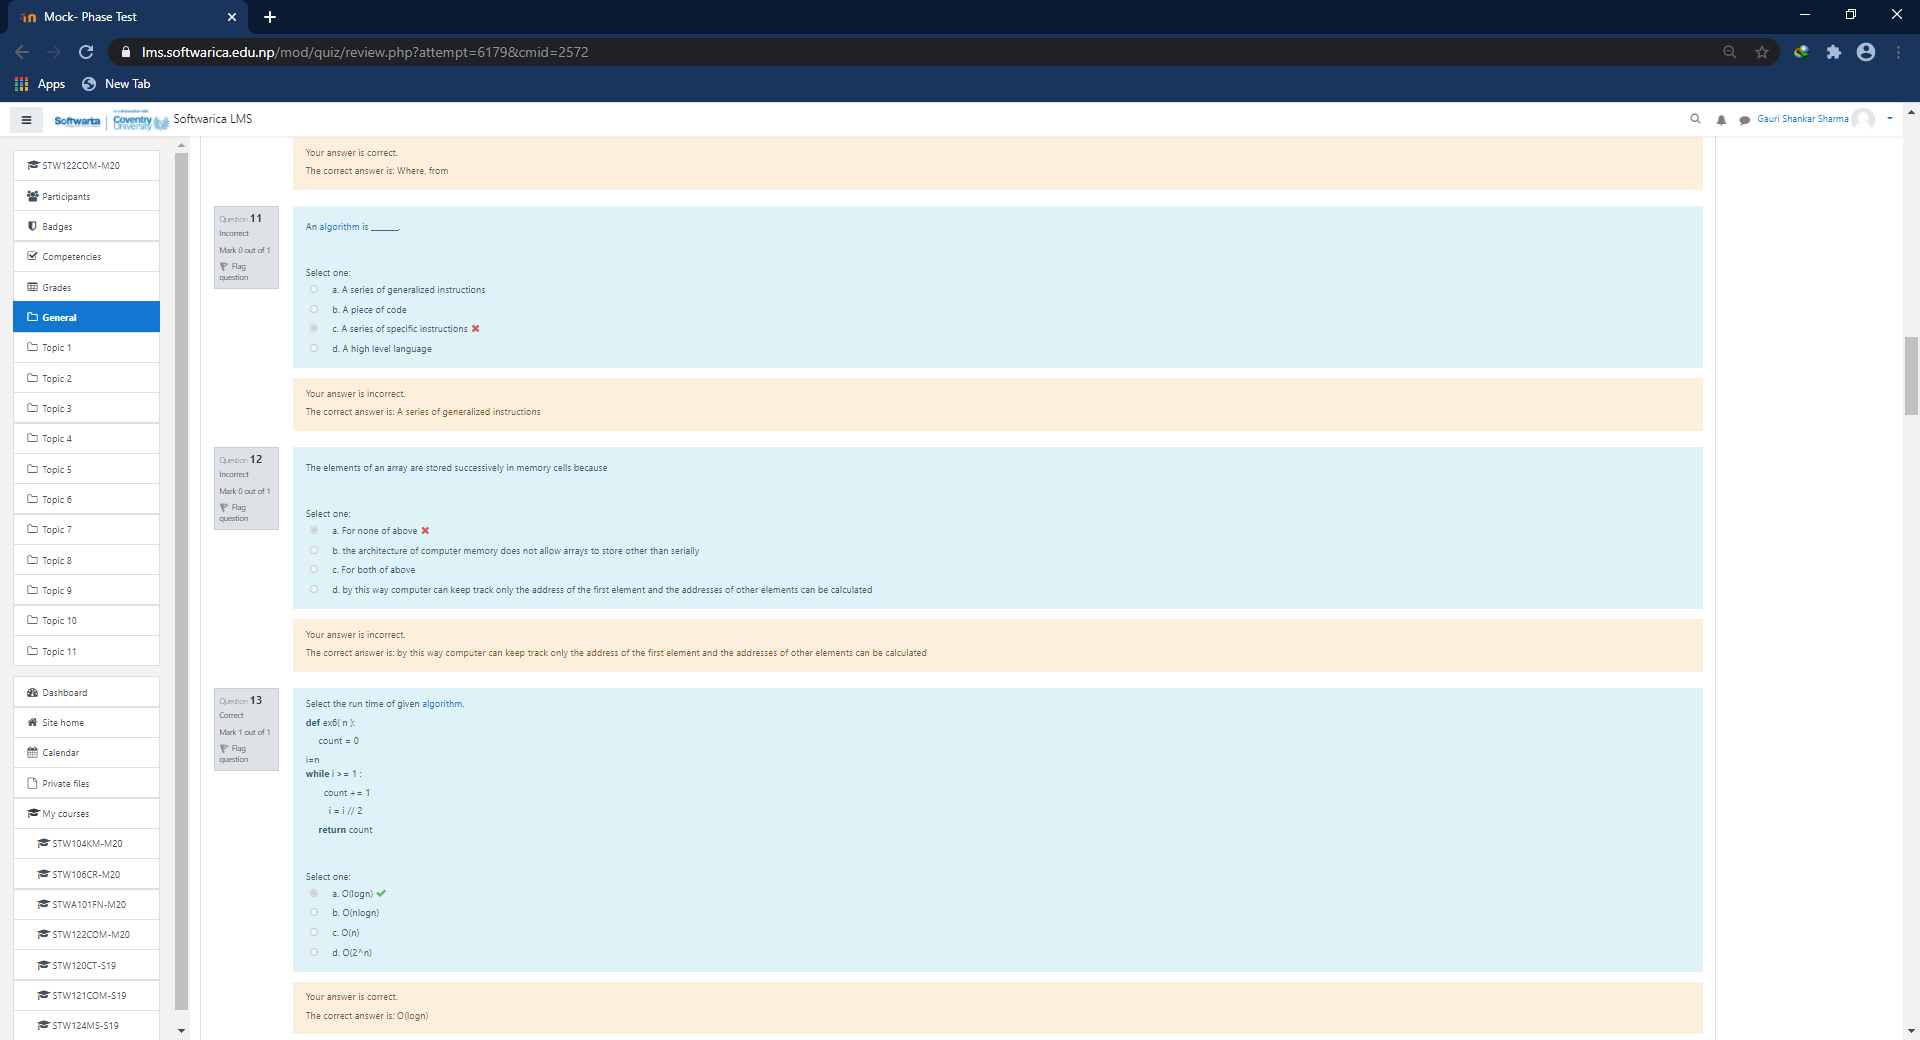 Mock- Phase Test
lms.softwarica.edu.np/mod/quiz/review.php?attempt=6179&cmid=2572
Apps
New Tab
Softwarica
Coventry University
Softwarica LMS
Gauri Shankar Sharma
STW122COM-M20
Participants
Badges
Competencies
Grades
General
Topic 1
Topic 2
Topic 3
Topic 4
Topic 5
Topic 6
Topic 7
Topic 8
Topic 9
Topic 10
Topic 11
Dashboard
Site home
Calendar
Private files
My courses
STW104KM-M20
STW106CR-M20
STWA101FN-M20
STW122COM-M20
STW120CT-S19
STW121COM-S19
STW124MS-S19
Your answer is correct.
The correct answer is: Where, from
Question 11
Incorrect
Mark 0 out of 1
Flag question
An algorithm is _______.
Select one:
a. A series of generalized instructions
b. A piece of code
c. A series of specific instructions
d. A high level language
Your answer is incorrect.
The correct answer is: A series of generalized instructions
Question 12
Incorrect
Mark 0 out of 1
Flag question
The elements of an array are stored successively in memory cells because
Select one:
a. For none of above
b. the architecture of computer memory does not allow arrays to store other than serially
c. For both of above
d. by this way computer can keep track only the address of the first element and the addresses of other elements can be calculated
Your answer is incorrect.
The correct answer is: by this way computer can keep track only the address of the first element and the addresses of other elements can be calculated
Question 13
Correct
Mark 1 out of 1
Flag question
Select the run time of given algorithm.
def ex6( n ):
count = 0
i=n
while i >= 1 :
count += 1
i = i // 2
return count
Select one:
a. O(logn)
b. O(nlogn)
c. O(n)
d. O(2^n)
Your answer is correct.
The correct answer is: O(logn)